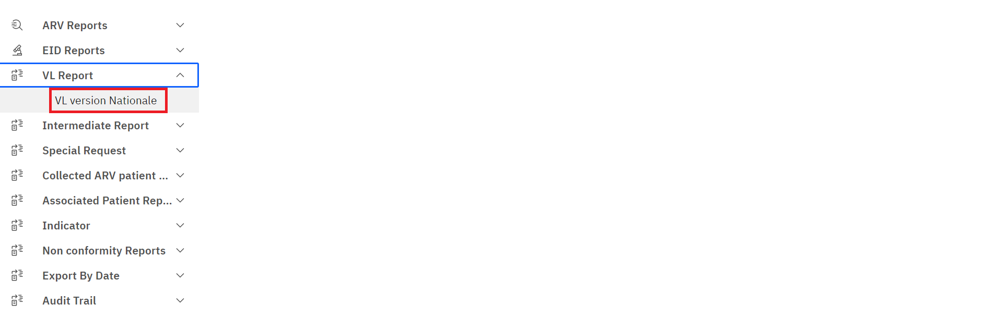 ARV Reports
EID Reports
VL Report
VL version Nationale
Intermediate Report
Special Request
Collected ARV patient ...
Associated Patient Rep...
Indicator
Non conformity Reports
Export By Date
Audit Trail